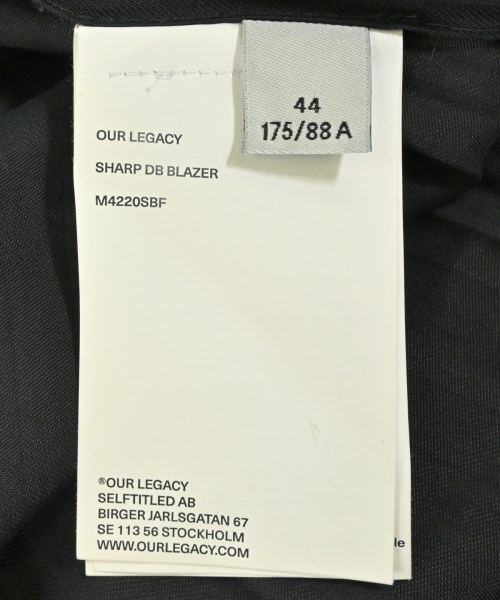 44
175/88 A
OUR LEGACY
SHARP DB BLAZER
M4220SBF
®OUR LEGACY
SELFTITLED AB
BIRGER JARLSGATAN 67
SE 113 56 STOCKHOLM
WWW.OURLEGACY.COM
le